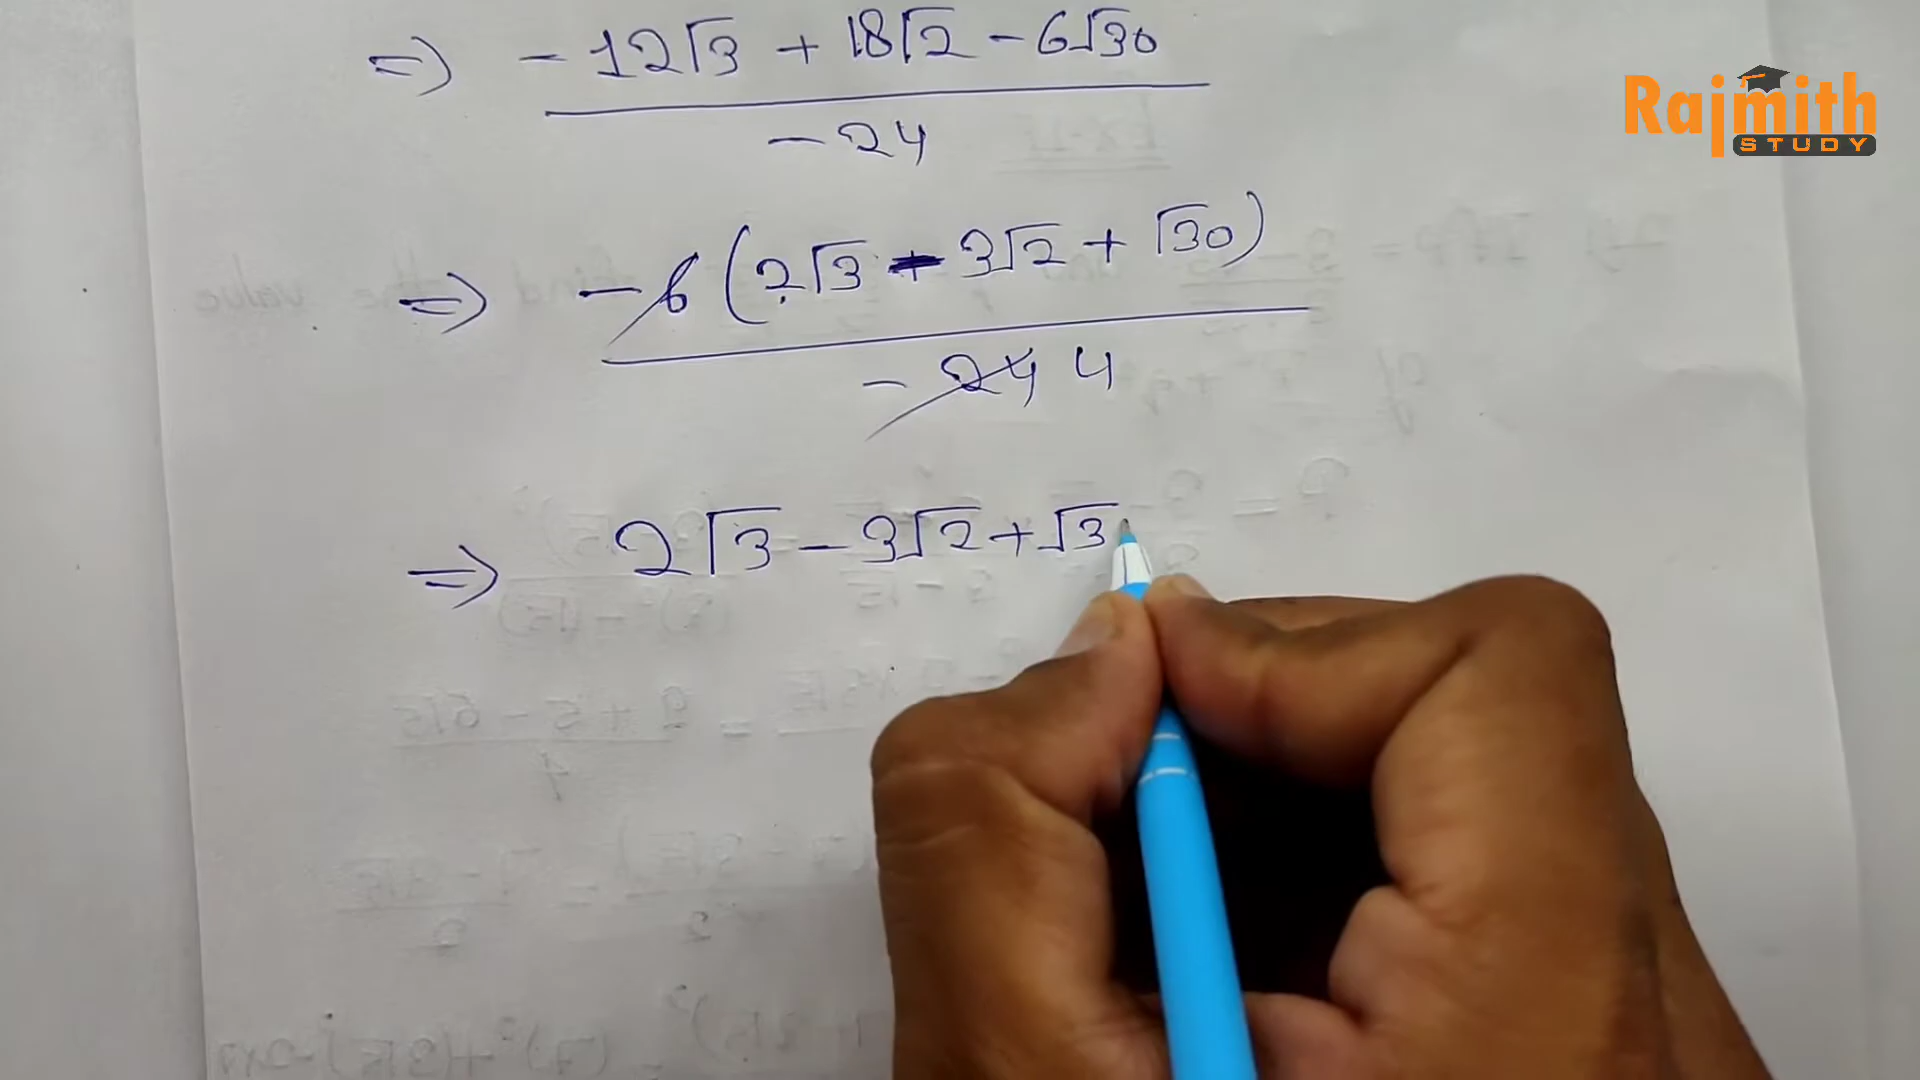 ⇒ -12√3 + 18√2 - 6√30
-24
Rajmith
STUDY
⇒ -6 (2√3 - 3√2 + √30)
-24 4
⇒ 2√3 - 3√2 + √3